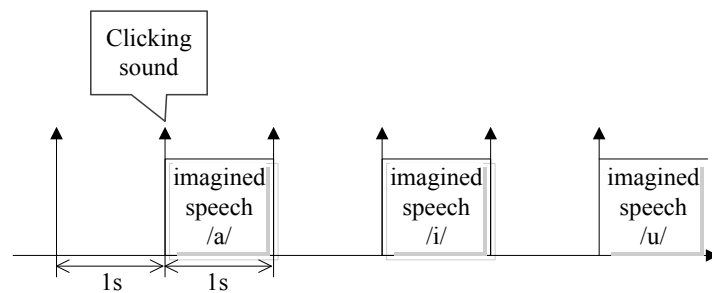 Clicking
sound
imagined
speech
/a/
imagined
speech
/i/
imagined
speech
/u/
1s
1s